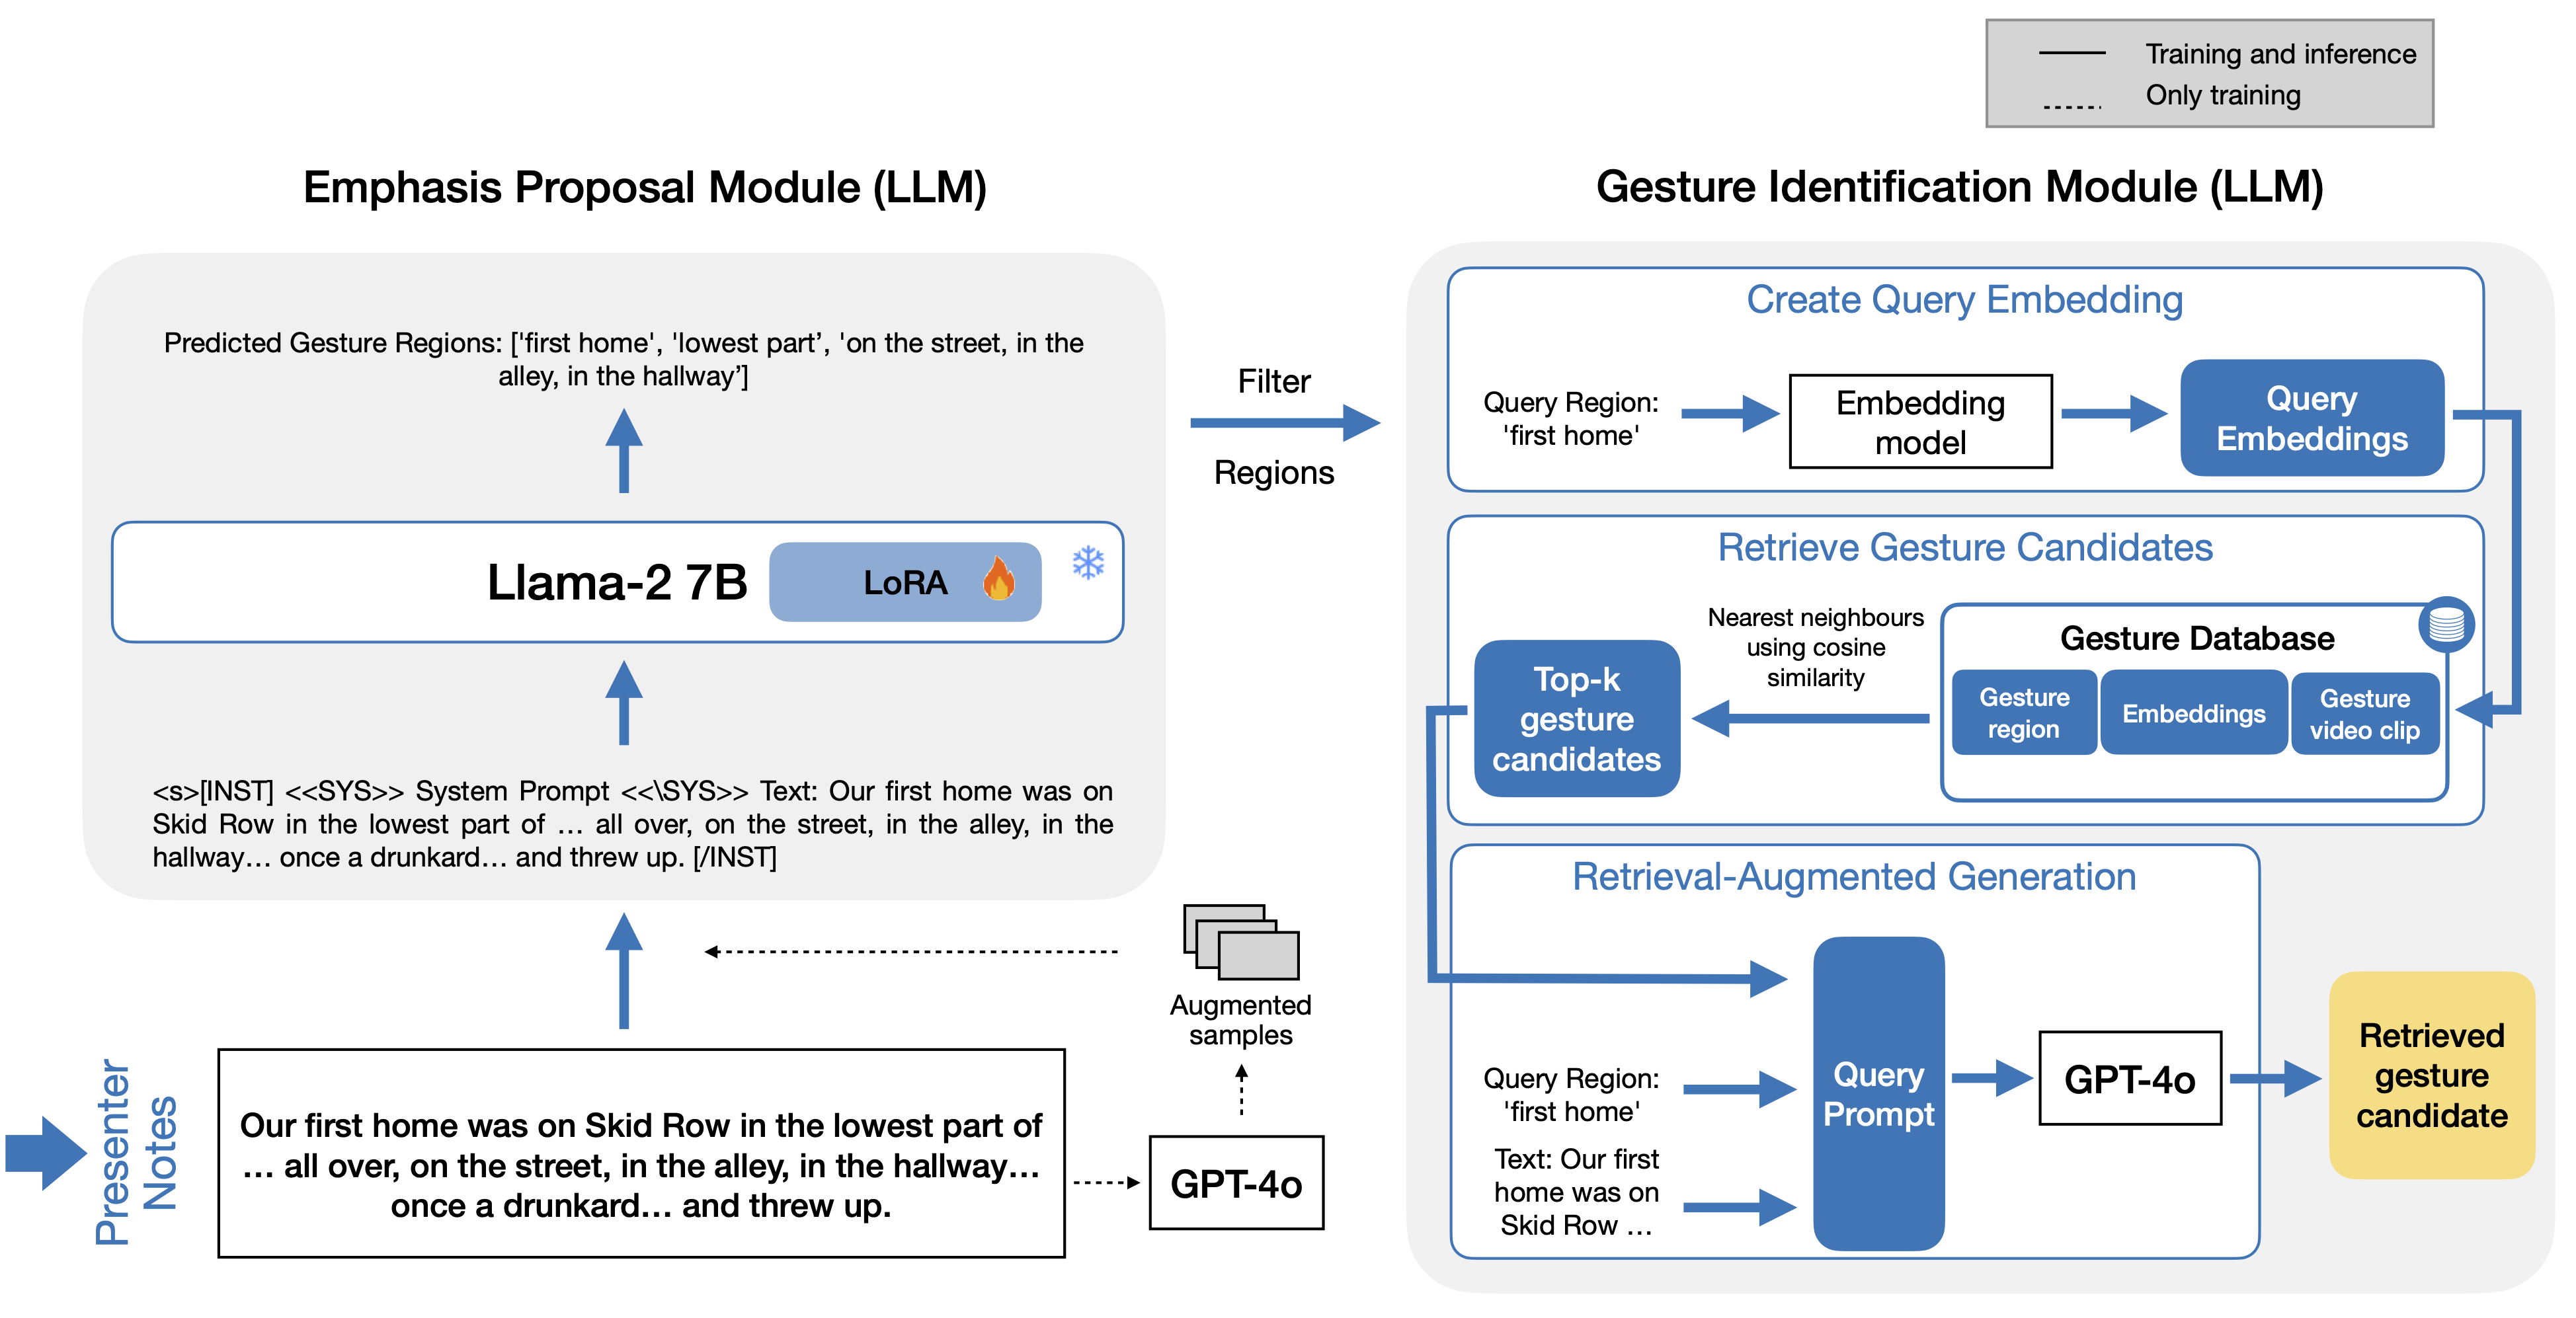 Training and inference
Only training
Emphasis Proposal Module (LLM)
Predicted Gesture Regions: ['first home', 'lowest part’, 'on the street, in the
alley, in the hallway’]
Llama-2 7B
LoRA
<s>[INST] <<SYS>> System Prompt <<\SYS>> Text: Our first home was on
Skid Row in the lowest part of … all over, on the street, in the alley, in the
hallway… once a drunkard… and threw up. [/INST]
Presenter
Notes
Our first home was on Skid Row in the lowest part of
… all over, on the street, in the alley, in the hallway…
once a drunkard… and threw up.
GPT-4o
Augmented
samples
Filter
Regions
Gesture Identification Module (LLM)
Create Query Embedding
Query Region:
'first home'
Embedding
model
Query
Embeddings
Retrieve Gesture Candidates
Gesture Database
Gesture
region
Embeddings
Gesture
video clip
Nearest neighbours
using cosine
similarity
Top-k
gesture
candidates
Retrieval-Augmented Generation
Query Region:
'first home'
Text: Our first
home was on
Skid Row …
Query
Prompt
GPT-4o
Retrieved
gesture
candidate